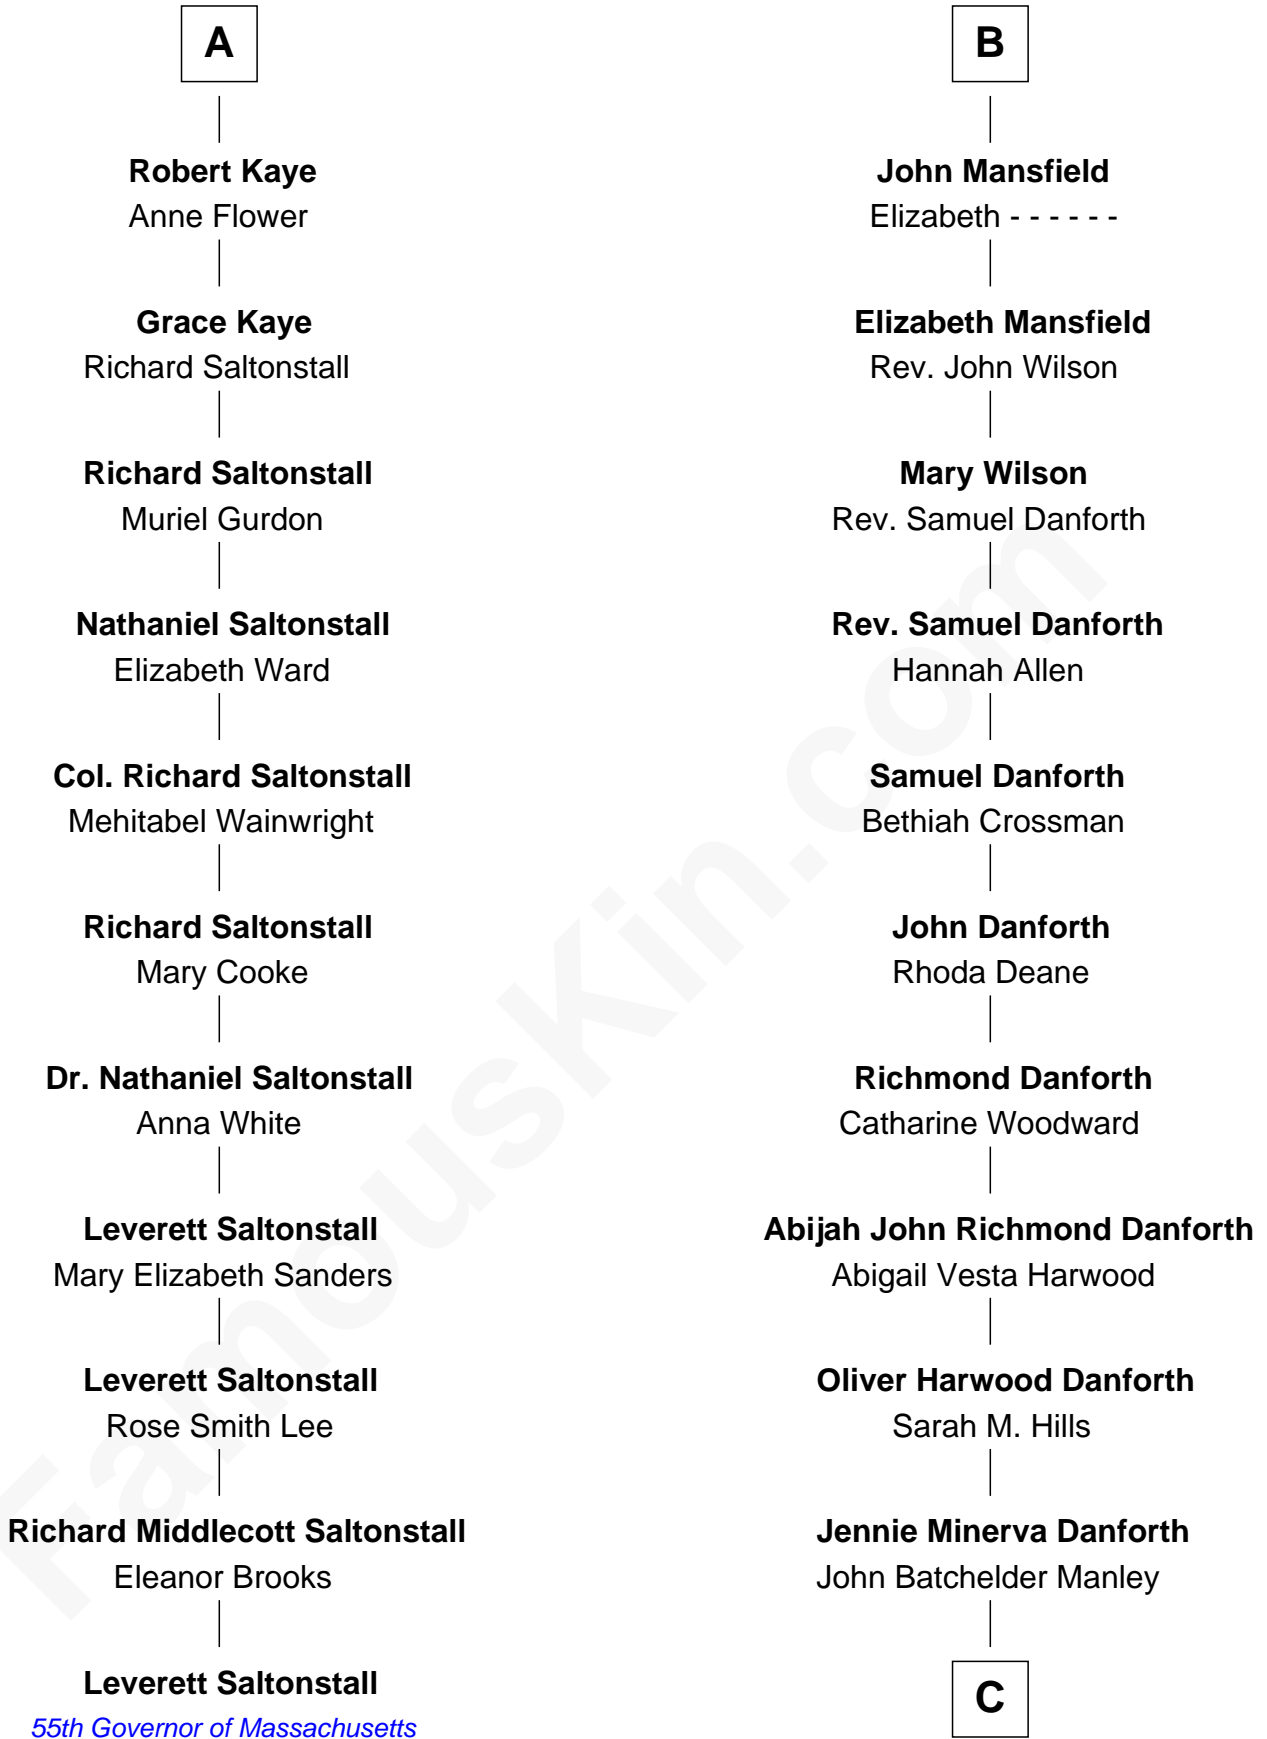 A
Robert Kaye
Anne Flower
Grace Kaye
Richard Saltonstall
Richard Saltonstall
Muriel Gurdon
Nathaniel Saltonstall
Elizabeth Ward
Col. Richard Saltonstall
Mehitabel Wainwright
Richard Saltonstall
Mary Cooke
Dr. Nathaniel Saltonstall
Anna White
Leverett Saltonstall
Mary Elizabeth Sanders
Leverett Saltonstall
Rose Smith Lee
Richard Middlecott Saltonstall
Eleanor Brooks
Leverett Saltonstall
55th Governor of Massachusetts
B
John Mansfield
Elizabeth - - - - - -
Elizabeth Mansfield
Rev. John Wilson
Mary Wilson
Rev. Samuel Danforth
Rev. Samuel Danforth
Hannah Allen
Samuel Danforth
Bethiah Crossman
John Danforth
Rhoda Deane
Richmond Danforth
Catharine Woodward
Abijah John Richmond Danforth
Abigail Vesta Harwood
Oliver Harwood Danforth
Sarah M. Hills
Jennie Minerva Danforth
John Batchelder Manley
C
FamousKin.com